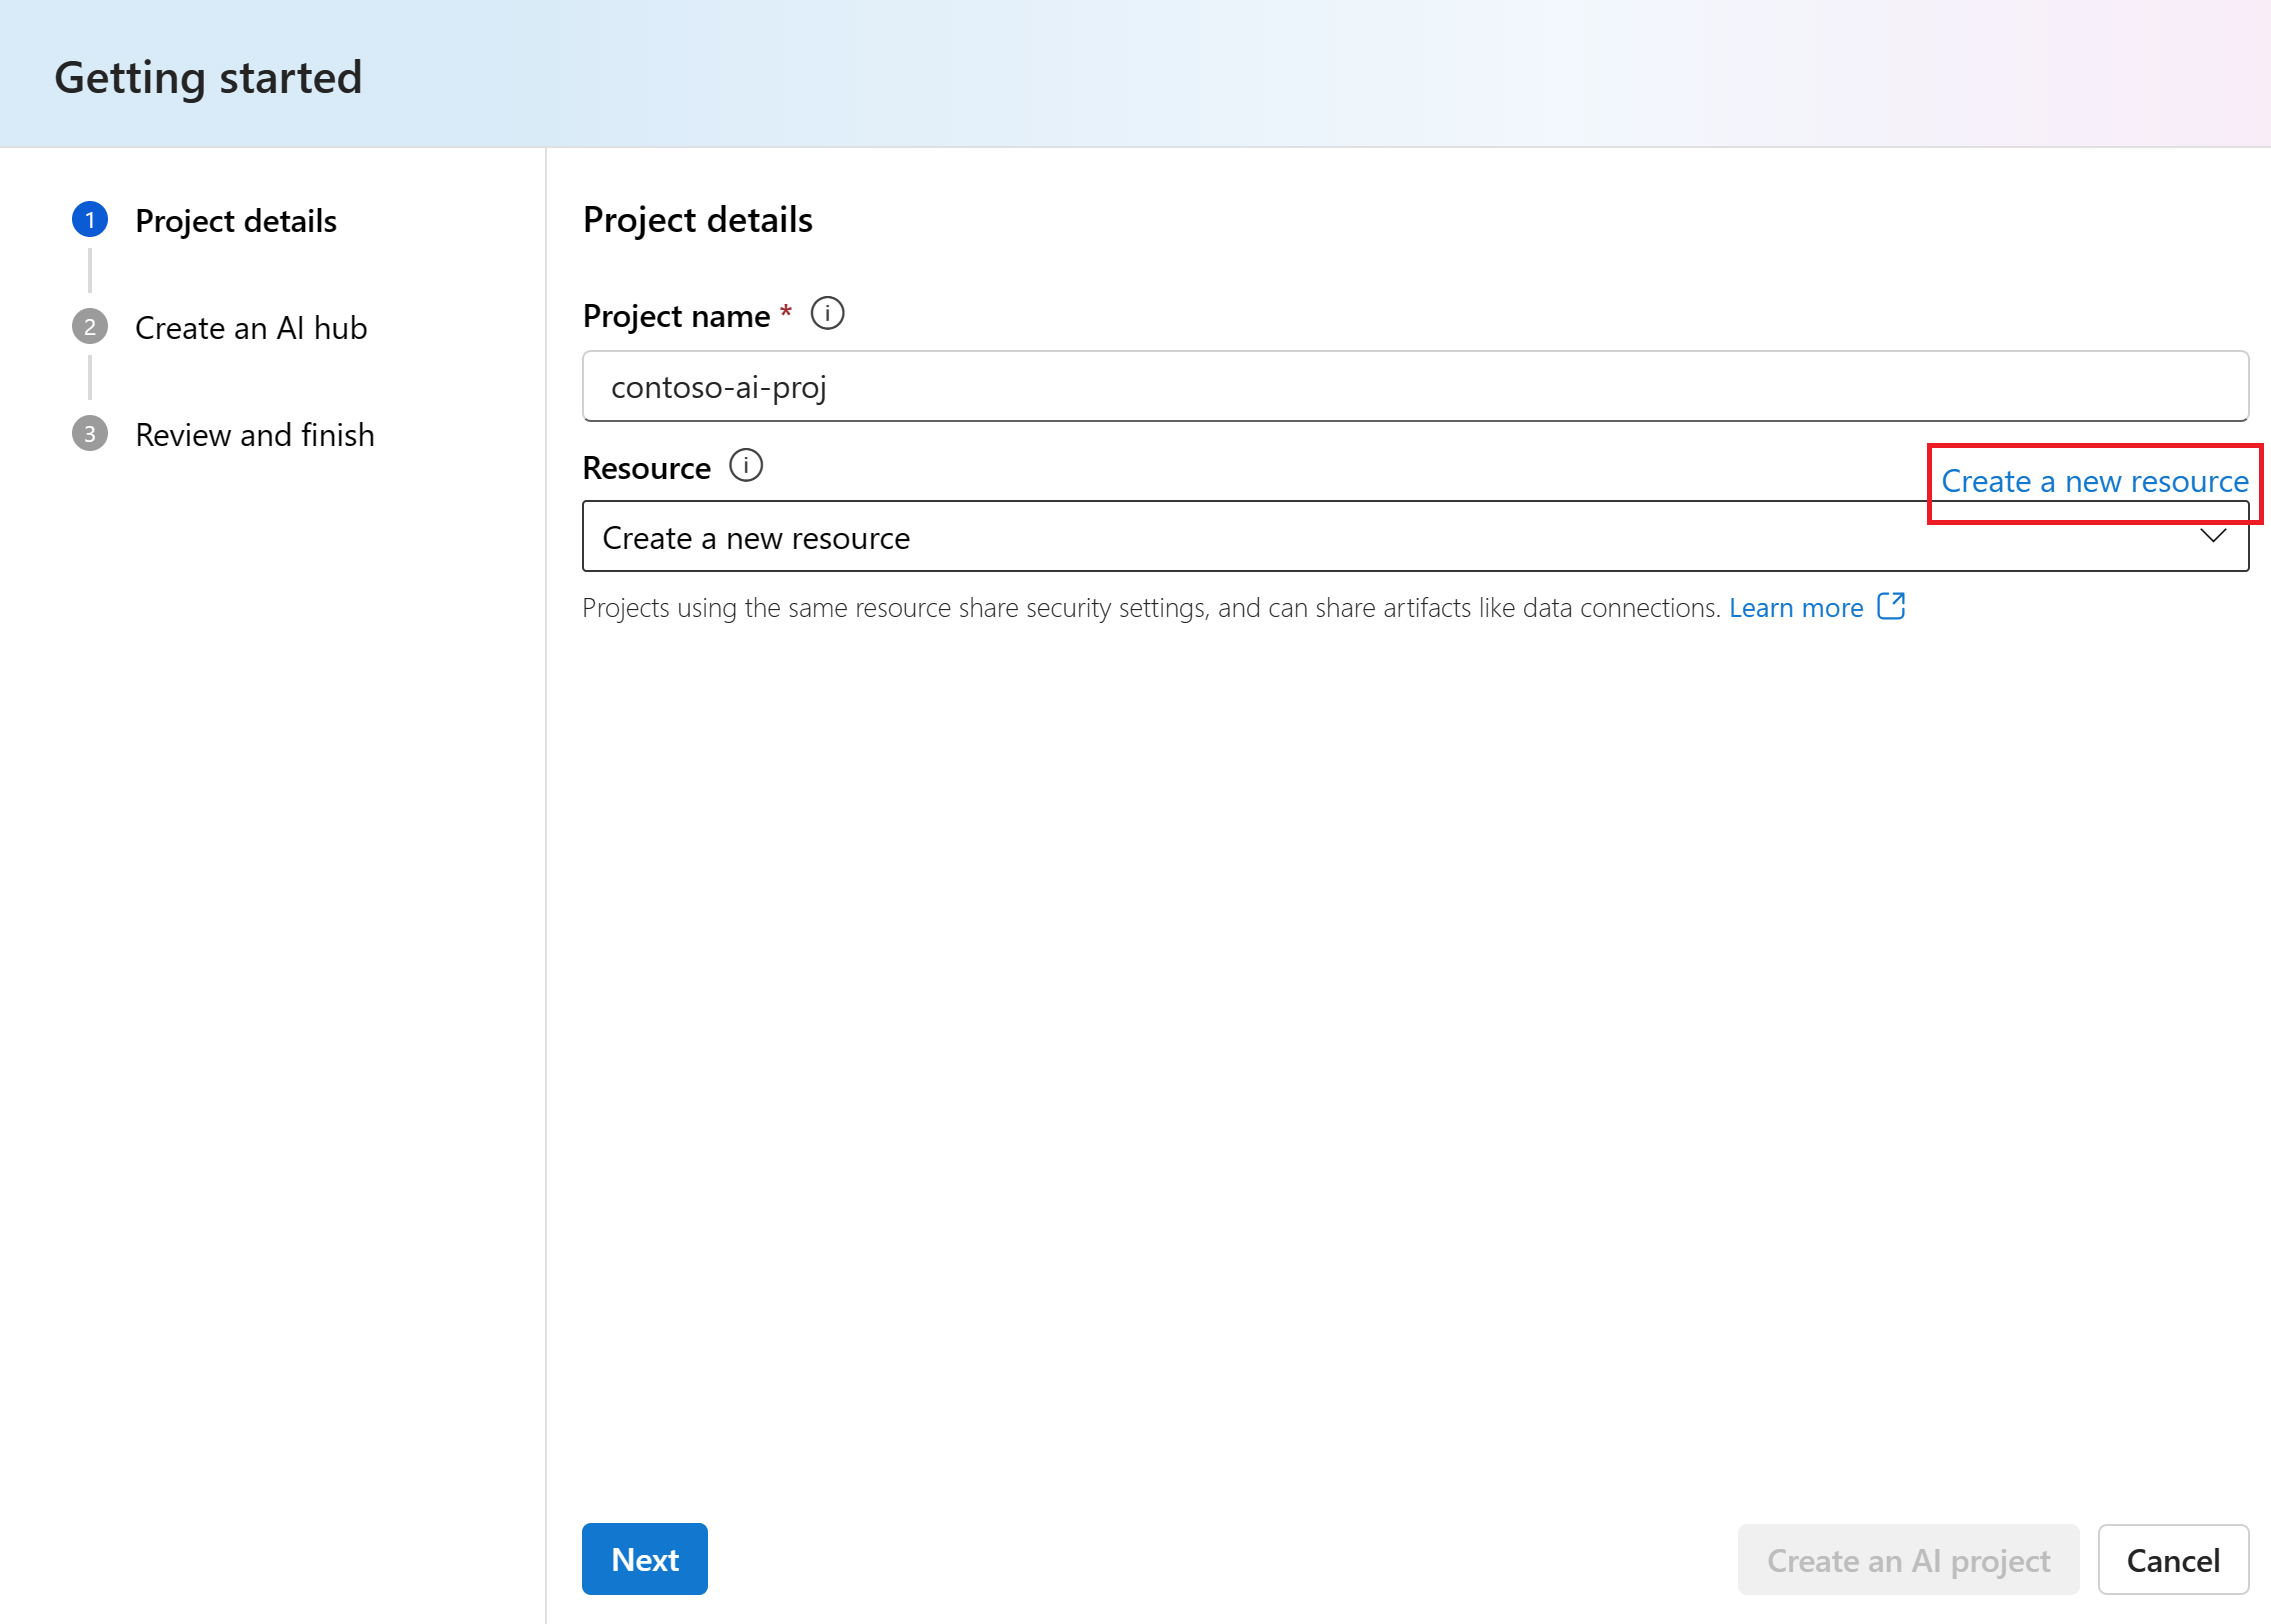 Getting started
1 Project details
2 Create an AI hub
3 Review and finish
Project details
Project name *
contoso-ai-proj
Resource
Create a new resource
Create a new resource
Projects using the same resource share security settings, and can share artifacts like data connections. Learn more
Next
Create an AI project
Cancel